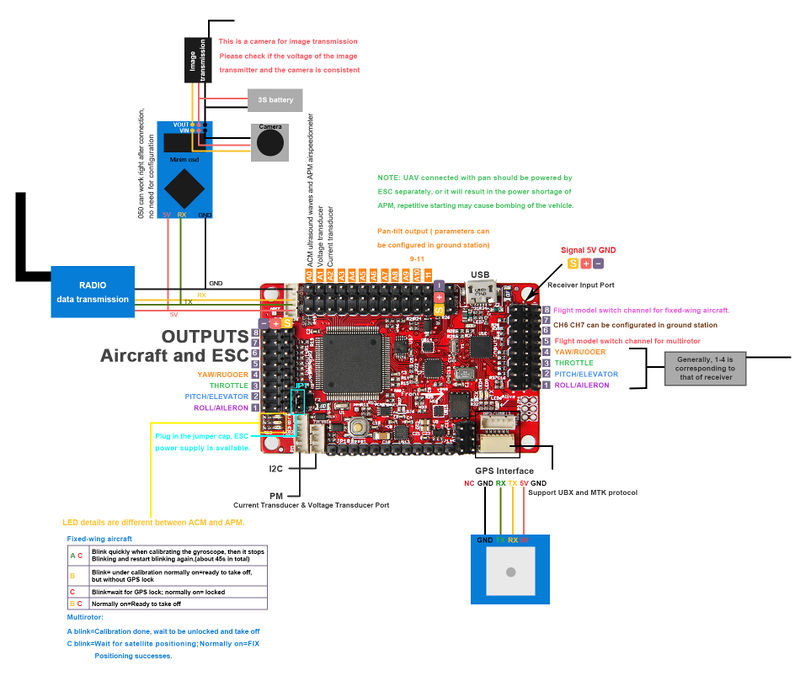 Image
transmission
This is a camera for image transmission
Please check if the voltage of the image
transmitter and the camera is consistent
3S battery
VOUT
VIN
Camera
Minim osd
OS0 can work right after connection,
no need for configuration
5V RX GND
ACM ultrasound waves and APM airspeedometer
Voltage transducer
Current transducer
NOTE: UAV connected with pan should be powered by
ESC separately, or it will result in the power shortage of
APM, repetitive starting may cause bombing of the vehicle.
Pan-tilt output ( parameters can
be configured in ground station)
9-11
A0 A1 A2 A3 A4 A5 A6 A7 A8 A9 A10 11
Signal 5V GND
S + −
Receiver Input Port
USB
RADIO
data transmission
GND
RX
TX
5V
− + S
−
+
S
OUTPUTS
Aircraft and ESC
8
7
6
5
YAW/RUOOER 4
THROTTLE 3
PITCH/ELEVATOR 2
ROLL/AILERON 1
8 Flight model switch channel for fixed-wing aircraft.
7 CH6 CH7 can be configurated in ground station
6
5 Flight model switch channel for multirotor
4 YAW/RUOOER
3 THROTTLE
2 PITCH/ELEVATOR
1 ROLL/AILERON
Generally, 1-4 is
corresponding to
that of receiver
JP1
Plug in the jumper cap, ESC
power supply is available.
I2C
PM
Current Transducer & Voltage Transducer Port
GPS Interface
NC GND RX TX 5V GND
Support UBX and MTK protocol
GND TX RX 5V
LED details are different between ACM and APM.
Fixed-wing aircraft
A C Blink quickly when calibrating the gyroscope, then it stops
Blinking and restart blinking again,(about 45s in total)
B Blink= under calibration normally on=ready to take off,
but without GPS lock
C Blink=wait for GPS lock; normally on= locked
B C Normally on=Ready to take off
Multirotor:
A blink=Calibration done, wait to be unlocked and take off
C blink=Wait for satellite positioning; Normally on=FIX
Positioning successes.